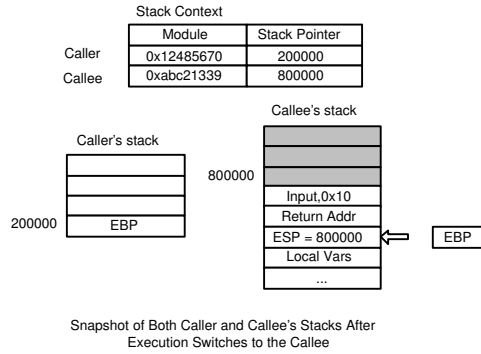 Stack Context
Module Stack Pointer
Caller 0x12485670 200000
Callee 0xabc21339 800000
Callee's stack
Caller's stack
800000
Input,0x10
Return Addr
200000 EBP
ESP = 800000 EBP
Local Vars
...
Snapshot of Both Caller and Callee's Stacks After
Execution Switches to the Callee